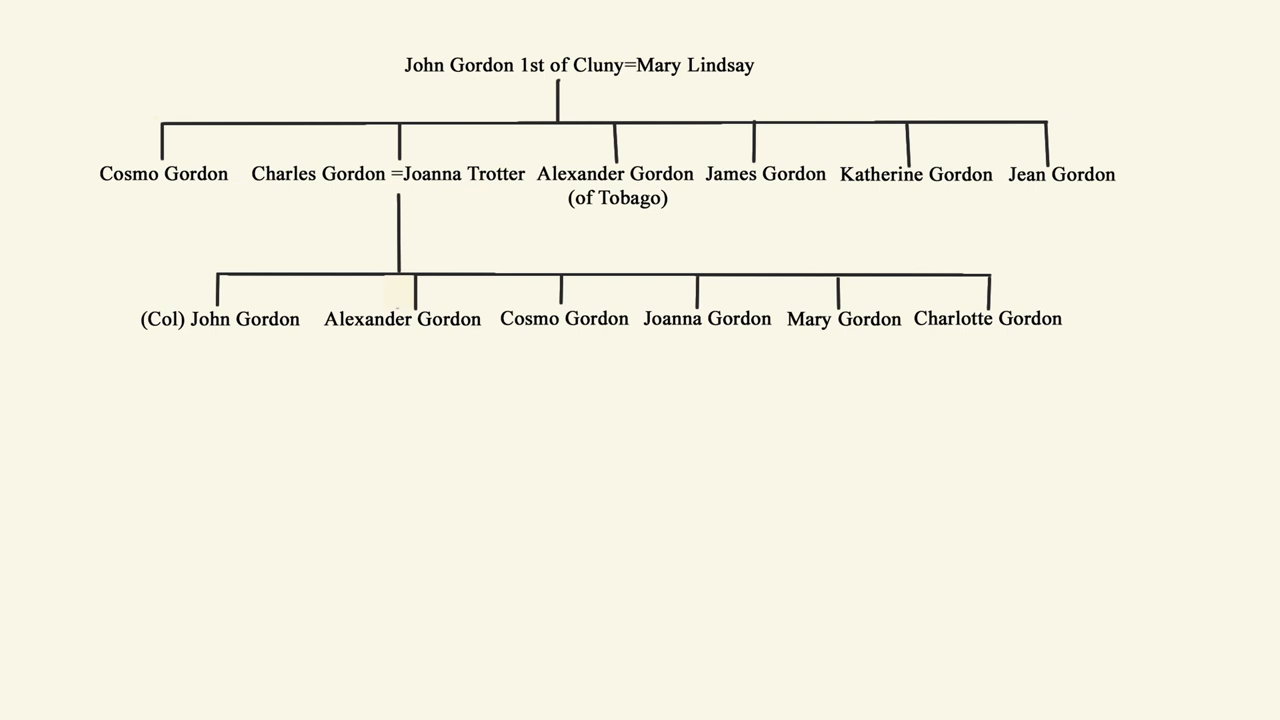 John Gordon 1st of Cluny=Mary Lindsay
Cosmo Gordon Charles Gordon =Joanna Trotter Alexander Gordon James Gordon Katherine Gordon Jean Gordon
(of Tobago)
(Col) John Gordon Alexander Gordon Cosmo Gordon Joanna Gordon Mary Gordon Charlotte Gordon